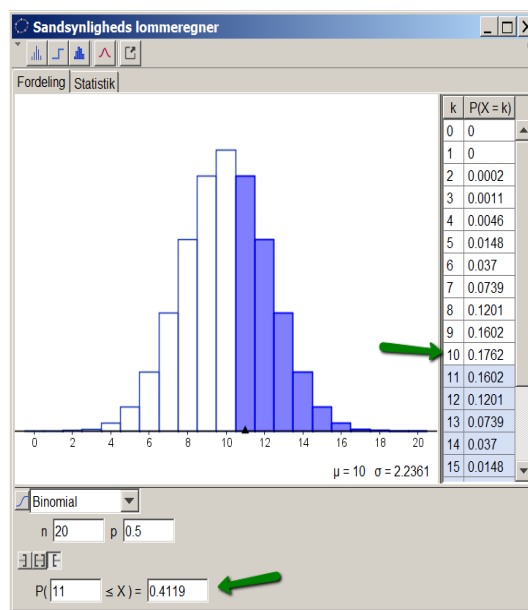 Sandsynligheds lommeregner
Fordeling Statistik
k P(X = k)
0 0
1 0
2 0.0002
3 0.0011
4 0.0046
5 0.0148
6 0.037
7 0.0739
8 0.1201
9 0.1602
10 0.1762
11 0.1602
12 0.1201
13 0.0739
14 0.037
15 0.0148
0 2 4 6 8 10 12 14 16 18 20
μ = 10 σ = 2.2361
Binomial
n 20 p 0.5
P( 11 ≤ X ) = 0.4119